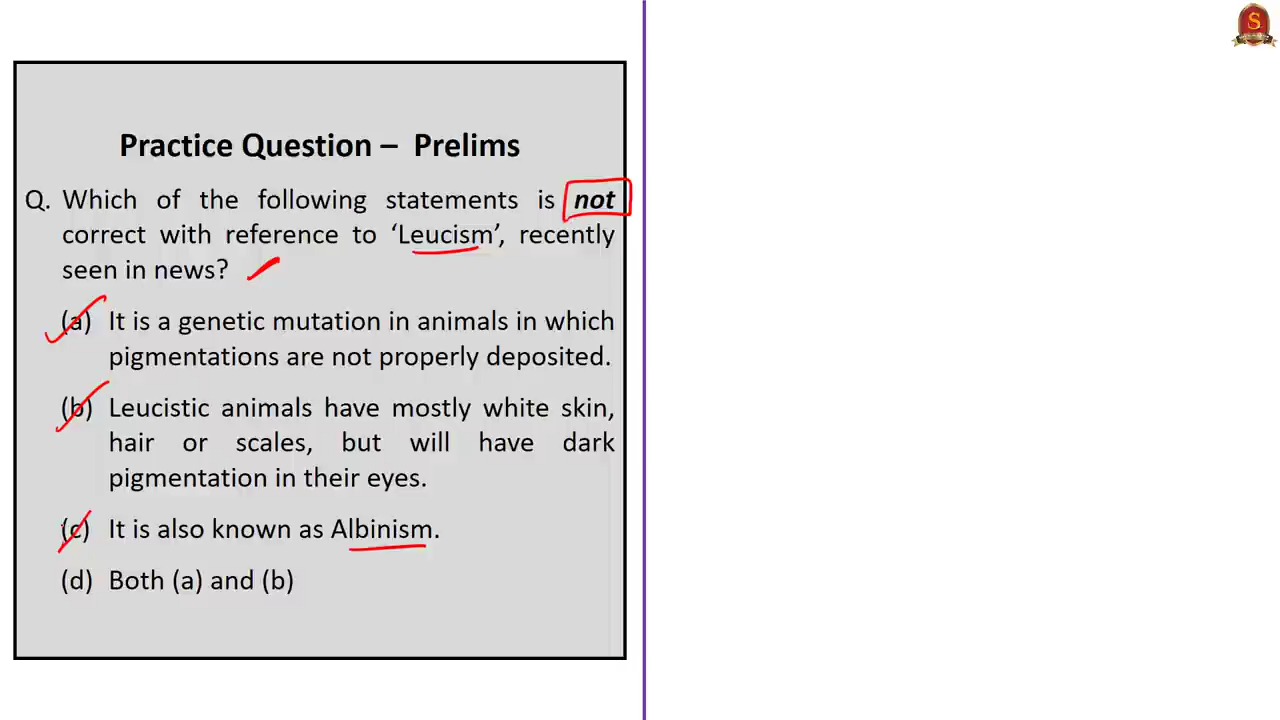 S
Practice Question – Prelims
Q. Which of the following statements is not
correct with reference to ‘Leucism’, recently
seen in news?
(a) It is a genetic mutation in animals in which
pigmentations are not properly deposited.
(b) Leucistic animals have mostly white skin,
hair or scales, but will have dark
pigmentation in their eyes.
(c) It is also known as Albinism.
(d) Both (a) and (b)